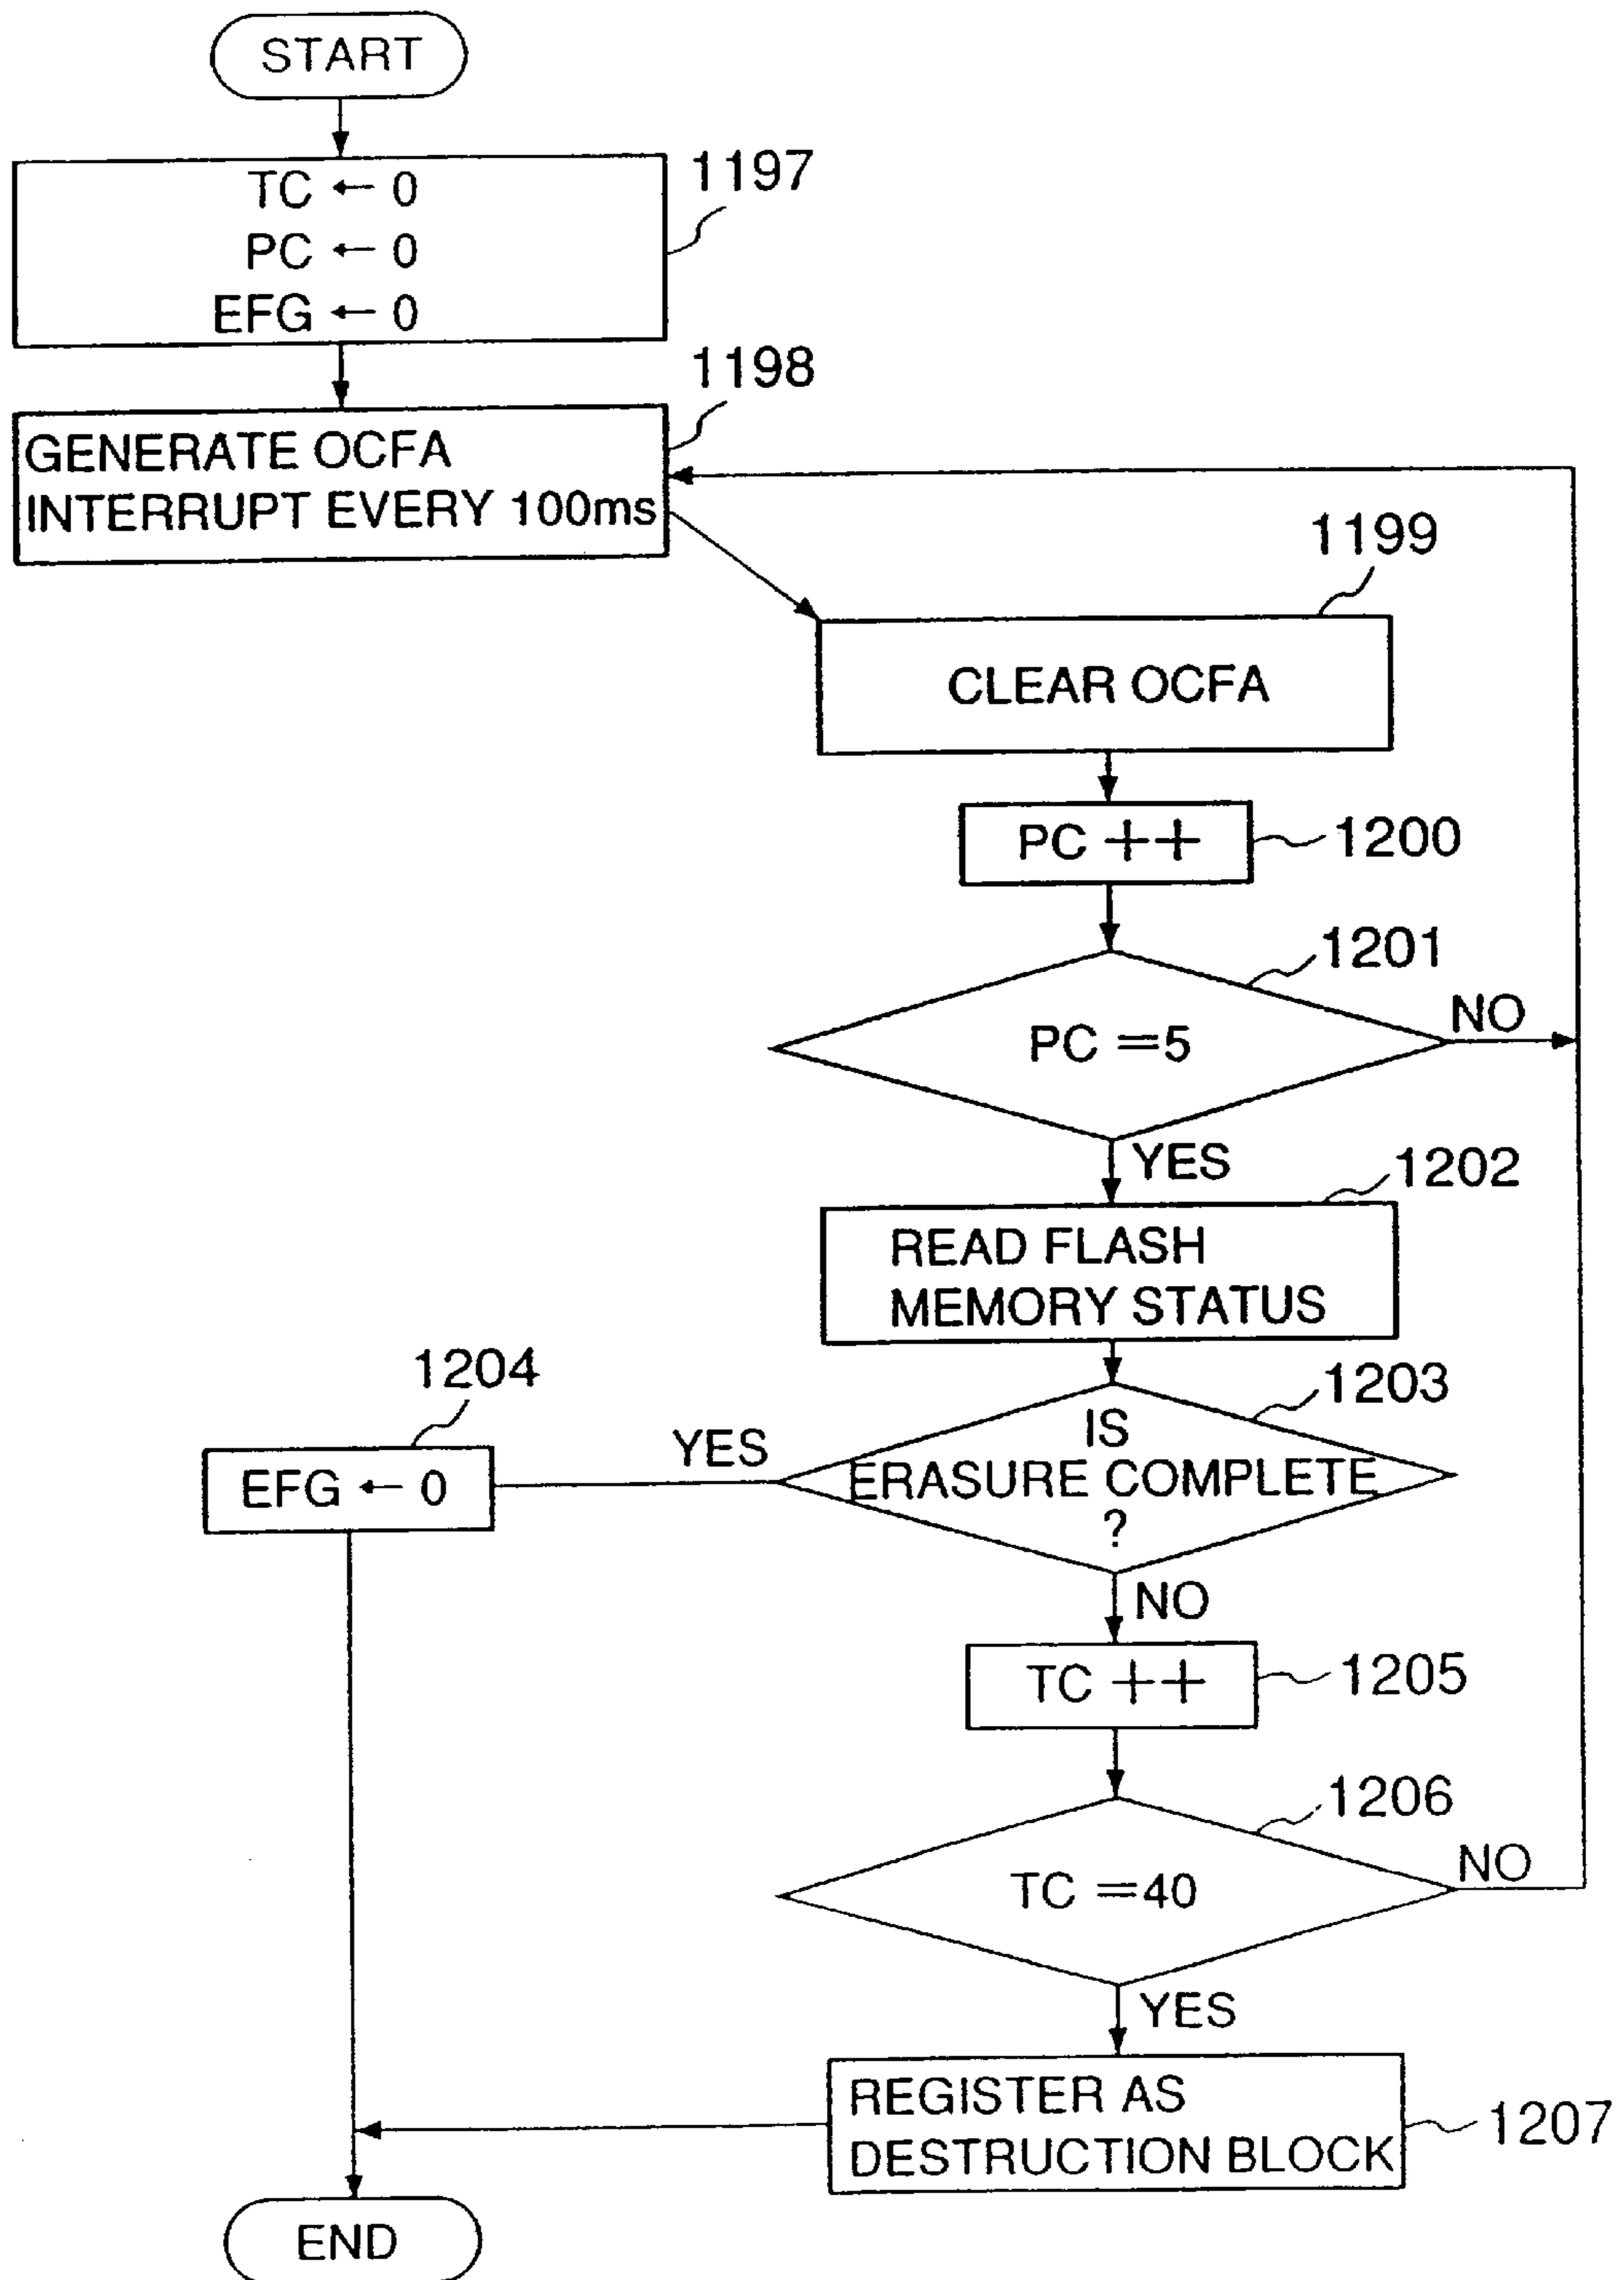 START
TC ← 0
PC ← 0
EFG ← 0
1197
1198
GENERATE OCFA
INTERRUPT EVERY 100ms
1199
CLEAR OCFA
PC ++
1200
1201
PC =5
NO
YES
1202
READ FLASH
MEMORY STATUS
1204
1203
EFG ← 0
YES
IS
ERASURE COMPLETE
?
NO
TC ++
1205
1206
TC =40
NO
YES
REGISTER AS
DESTRUCTION BLOCK
1207
END